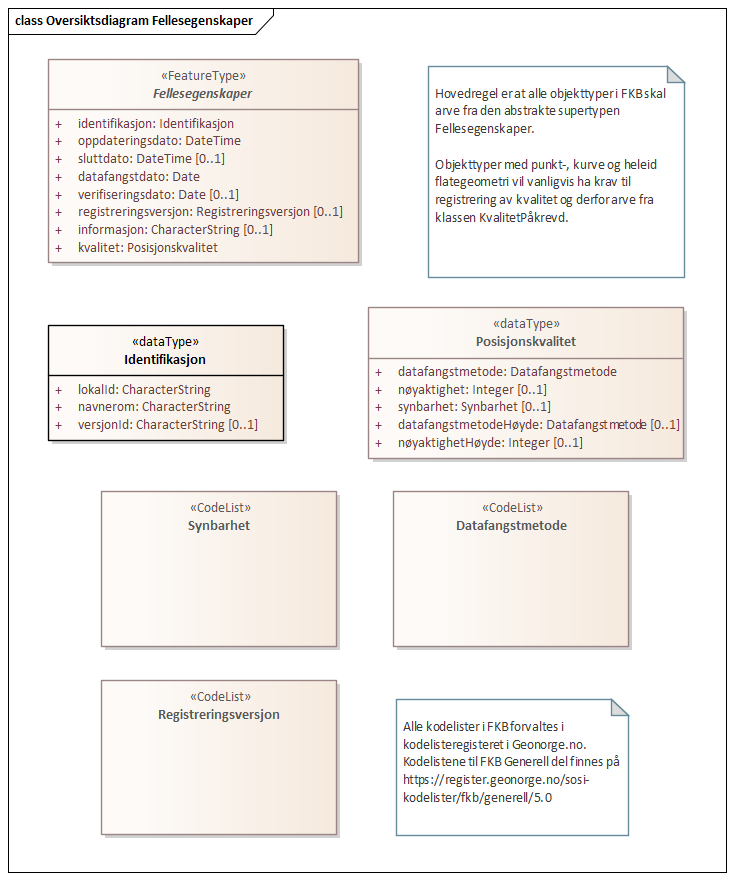 class Oversiktsdiagram Fellesegenskaper
«FeatureType»
Fellesegenskaper
+ identifikasjon: Identifikasjon
+ oppdateringsdato: DateTime
+ sluttdato: DateTime [0..1]
+ datafangstdato: Date
+ verifiseringsdato: Date [0..1]
+ registreringsversjon: Registreringsversjon [0..1]
+ informasjon: CharacterString [0..1]
+ kvalitet: Posisjonskvalitet
Hovedregel er at alle objekttyper i FKB skal
arve fra den abstrakte supertypen
Fellesegenskaper.
Objekttyper med punkt-, kurve og heleid
flategeometri vil vanligvis ha krav til
registrering av kvalitet og derfor arve fra
klassen KvalitetPåkrevd.
«dataType»
Identifikasjon
+ lokalId: CharacterString
+ navnerom: CharacterString
+ versjonId: CharacterString [0..1]
«dataType»
Posisjonskvalitet
+ datafangstmetode: Datafangstmetode
+ nøyaktighet: Integer [0..1]
+ synbarhet: Synbarhet [0..1]
+ datafangstmetodeHøyde: Datafangstmetode [0..1]
+ nøyaktighetHøyde: Integer [0..1]
«CodeList»
Synbarhet
«CodeList»
Datafangstmetode
«CodeList»
Registreringsversjon
Alle kodelister i FKB forvaltes i
kodelisteregisteret i Geonorge.no.
Kodelistene til FKB Generell del finnes på
https://register.geonorge.no/sosi-
kodelister/fkb/generell/5.0